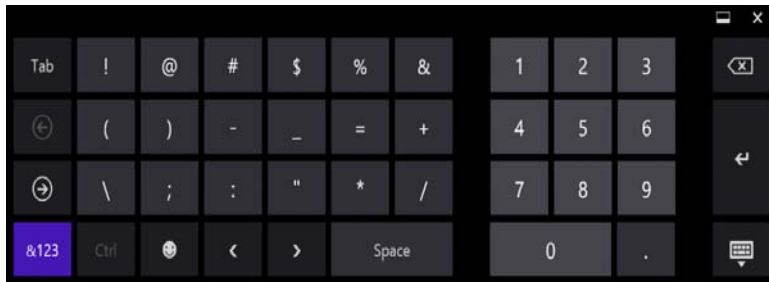 Tab ! @ # $ % & 1 2 3
( ) - _ = + 4 5 6
\ ; : " * / 7 8 9
&123 Ctrl < > Space 0 .